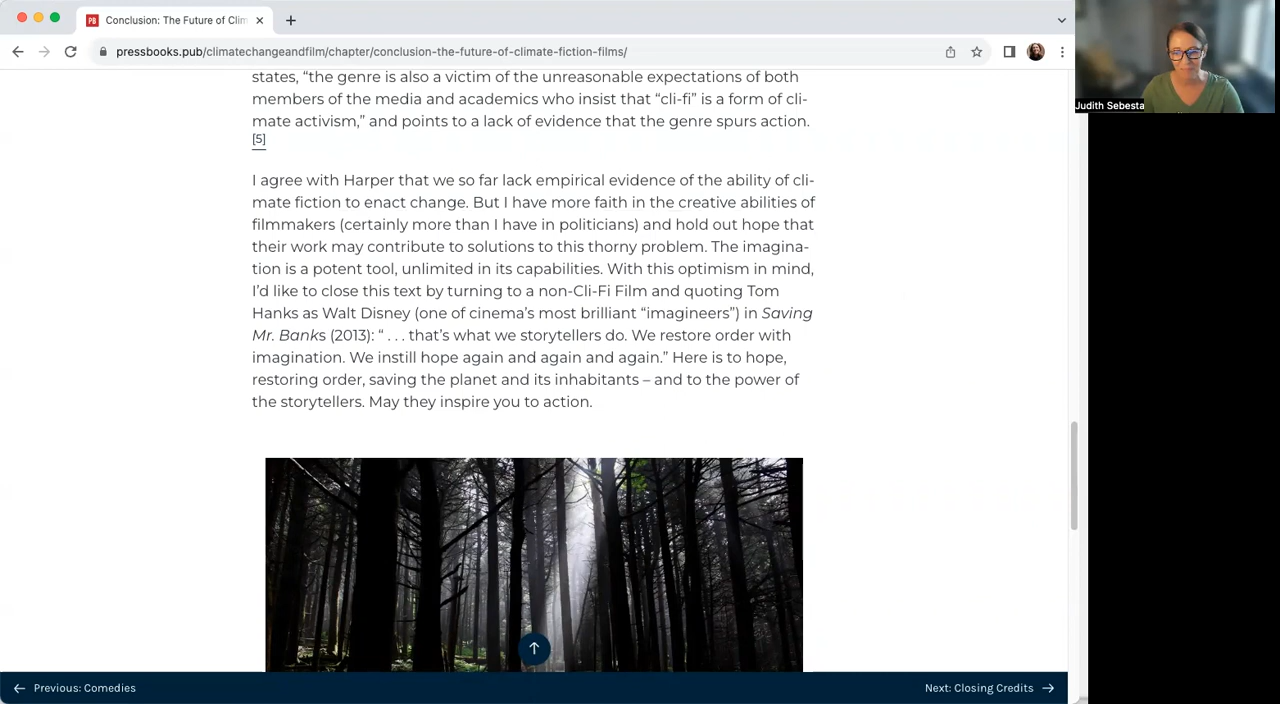 Conclusion: The Future of Clim
pressbooks.pub/climatechangeandfilm/chapter/conclusion-the-future-of-climate-fiction-films/
Judith Sebesta
states, “the genre is also a victim of the unreasonable expectations of both
members of the media and academics who insist that “cli-fi” is a form of cli-
mate activism,” and points to a lack of evidence that the genre spurs action.
[5]
I agree with Harper that we so far lack empirical evidence of the ability of cli-
mate fiction to enact change. But I have more faith in the creative abilities of
filmmakers (certainly more than I have in politicians) and hold out hope that
their work may contribute to solutions to this thorny problem. The imagina-
tion is a potent tool, unlimited in its capabilities. With this optimism in mind,
I’d like to close this text by turning to a non-Cli-Fi Film and quoting Tom
Hanks as Walt Disney (one of cinema’s most brilliant “imagineers”) in Saving
Mr. Banks (2013): “ . . . that’s what we storytellers do. We restore order with
imagination. We instill hope again and again and again.” Here is to hope,
restoring order, saving the planet and its inhabitants – and to the power of
the storytellers. May they inspire you to action.
Previous: Comedies
Next: Closing Credits